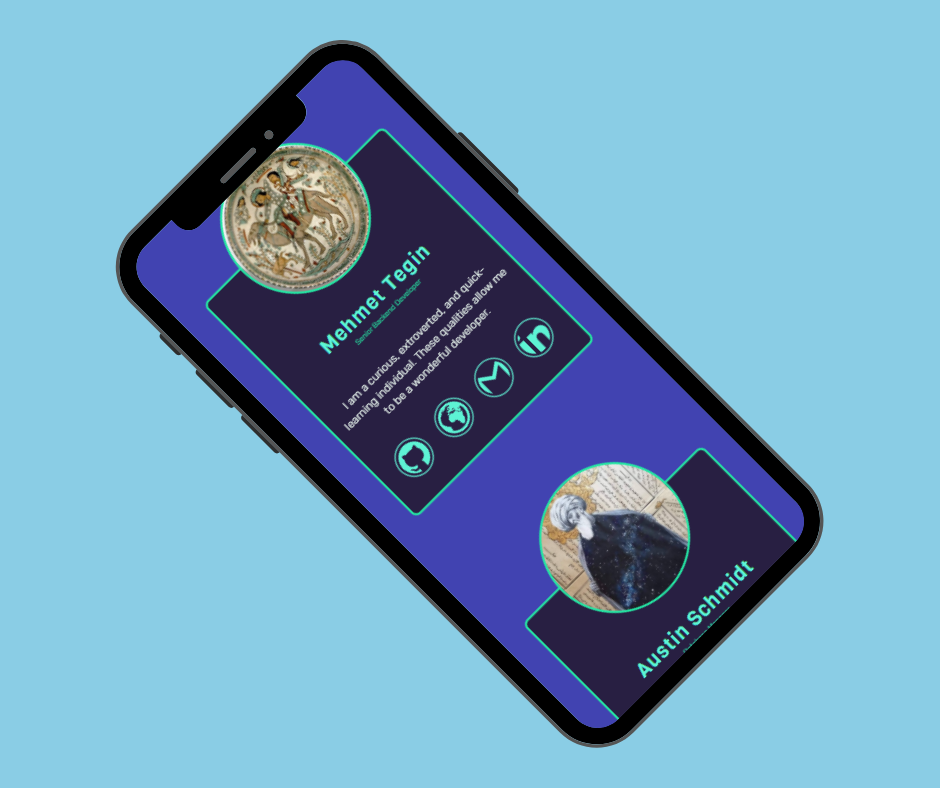 Mehmet Tegin
Senior Backend Developer
I am a curious, extroverted, and quick-
learning individual. These qualities allow me
to be a wonderful developer.
in
Austin Schmidt